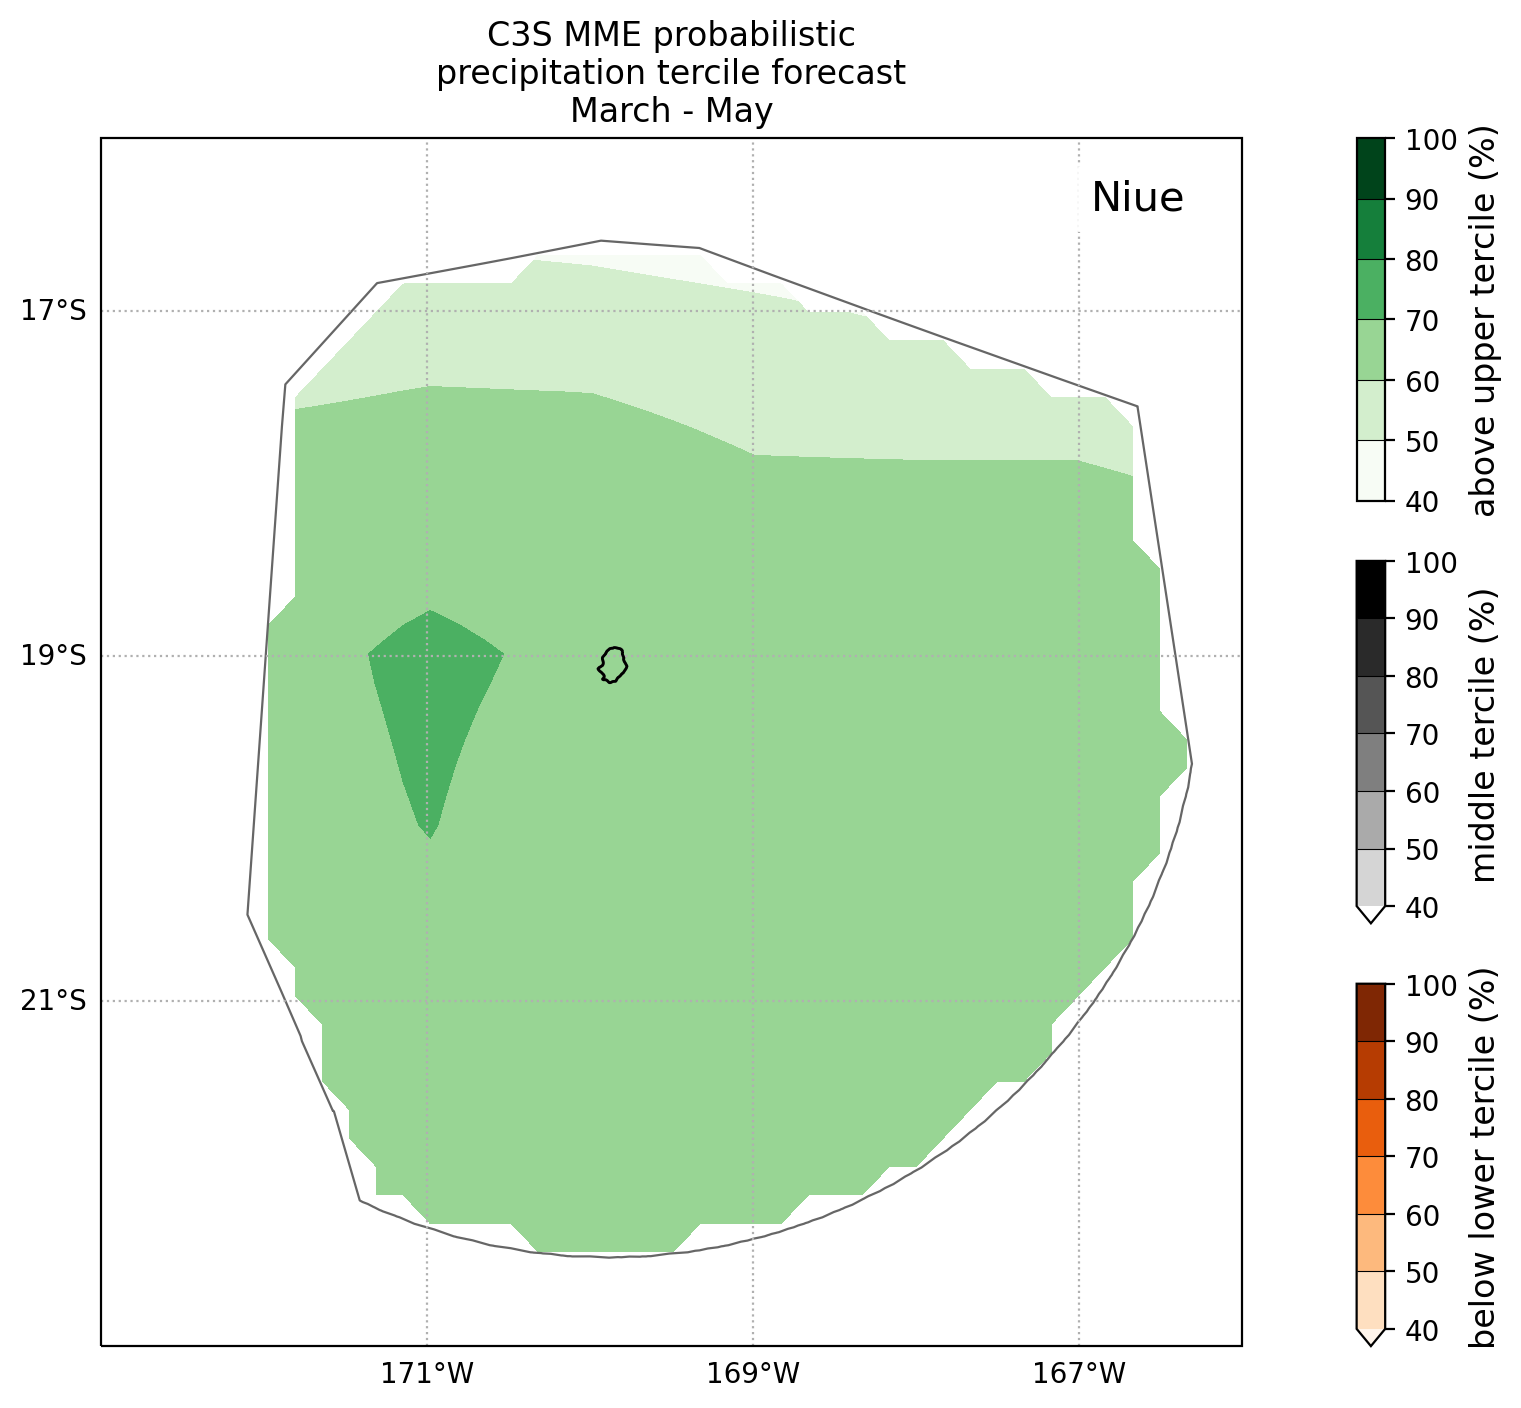 C3S MME probabilistic
precipitation tercile forecast
March - May
Niue
17°S
19°S
21°S
171°W
169°W
167°W
100
90
80
70
60
50
40
above upper tercile (%)
100
90
80
70
60
50
40
middle tercile (%)
100
90
80
70
60
50
40
below lower tercile (%)